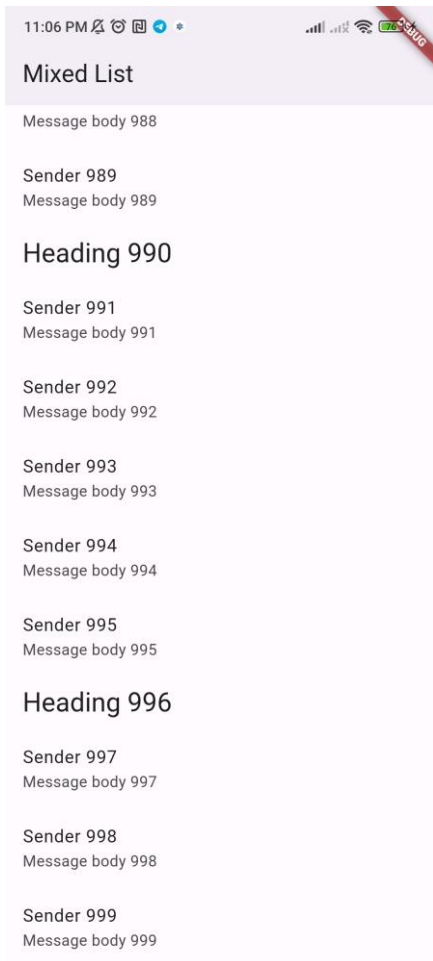 11:06 PM
76
DEBUG
Mixed List
Message body 988
Sender 989
Message body 989
Heading 990
Sender 991
Message body 991
Sender 992
Message body 992
Sender 993
Message body 993
Sender 994
Message body 994
Sender 995
Message body 995
Heading 996
Sender 997
Message body 997
Sender 998
Message body 998
Sender 999
Message body 999